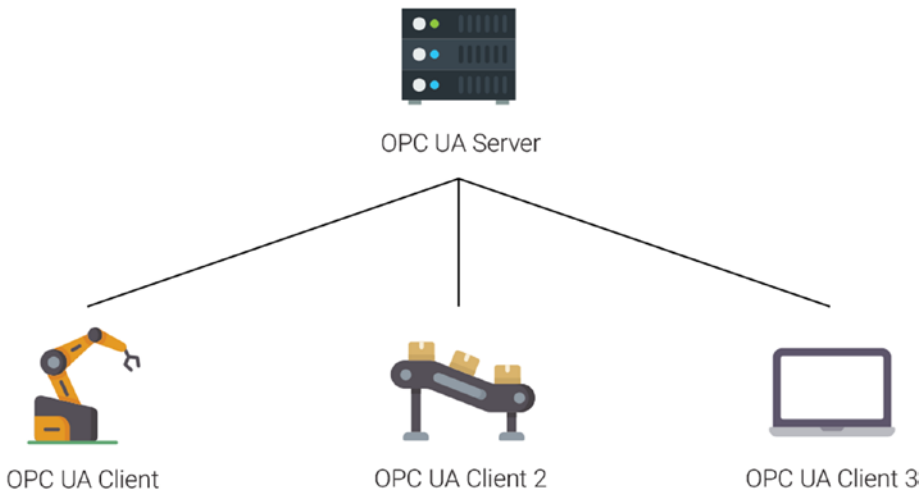 OPC UA Server
OPC UA Client
OPC UA Client 2
OPC UA Client 3